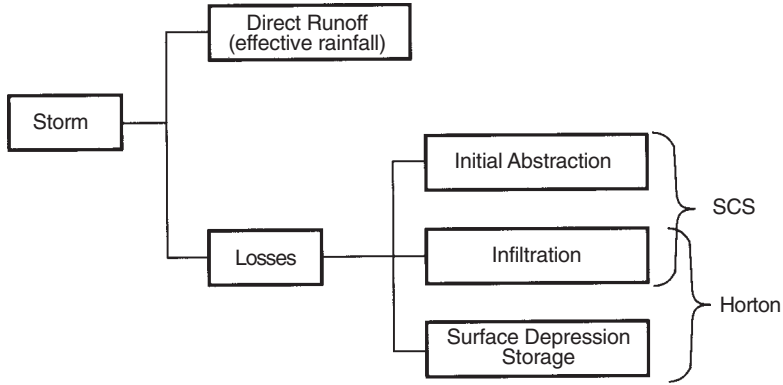 Direct Runoff
(effective rainfall)
Storm
Initial Abstraction
SCS
Losses
Infiltration
Horton
Surface Depression
Storage